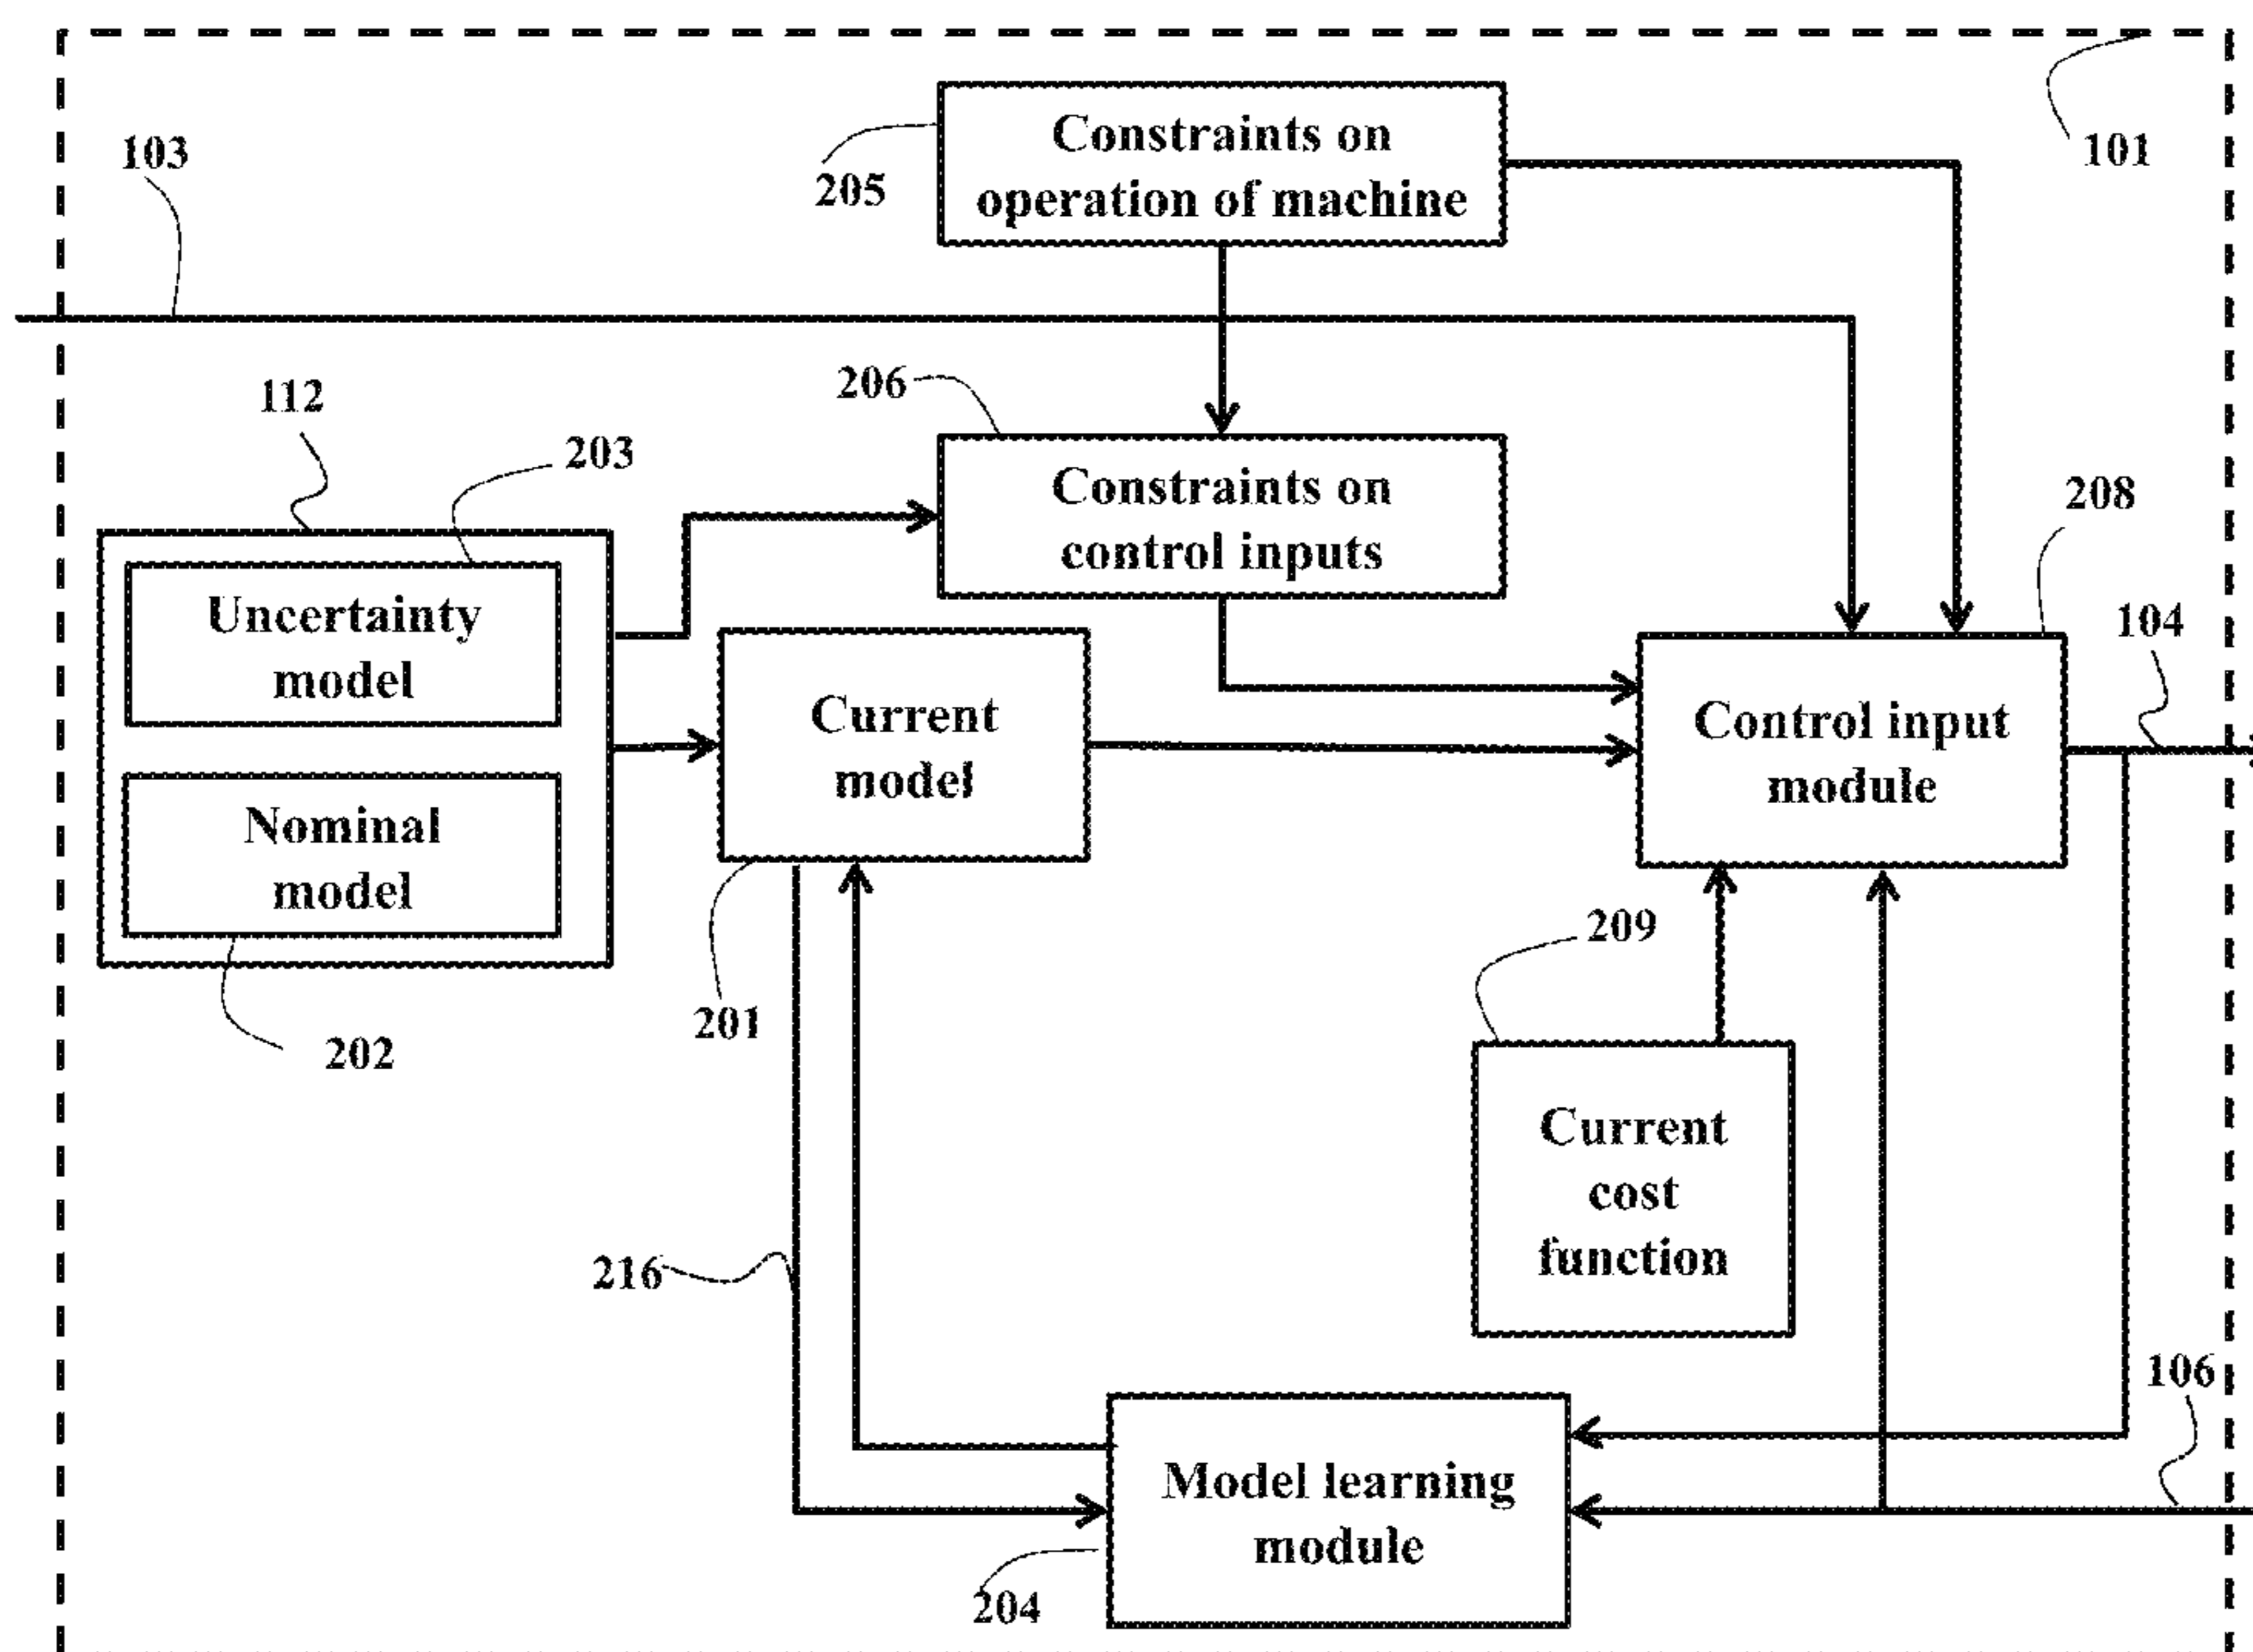 101
103
Constraints on
operation of machine
205
206
112
203
Constraints on
control inputs
208
Uncertainty
model
104
Current
model
Control input
module
Nominal
model
209
201
202
Current
cost
function
216
106
Model learning
module
204